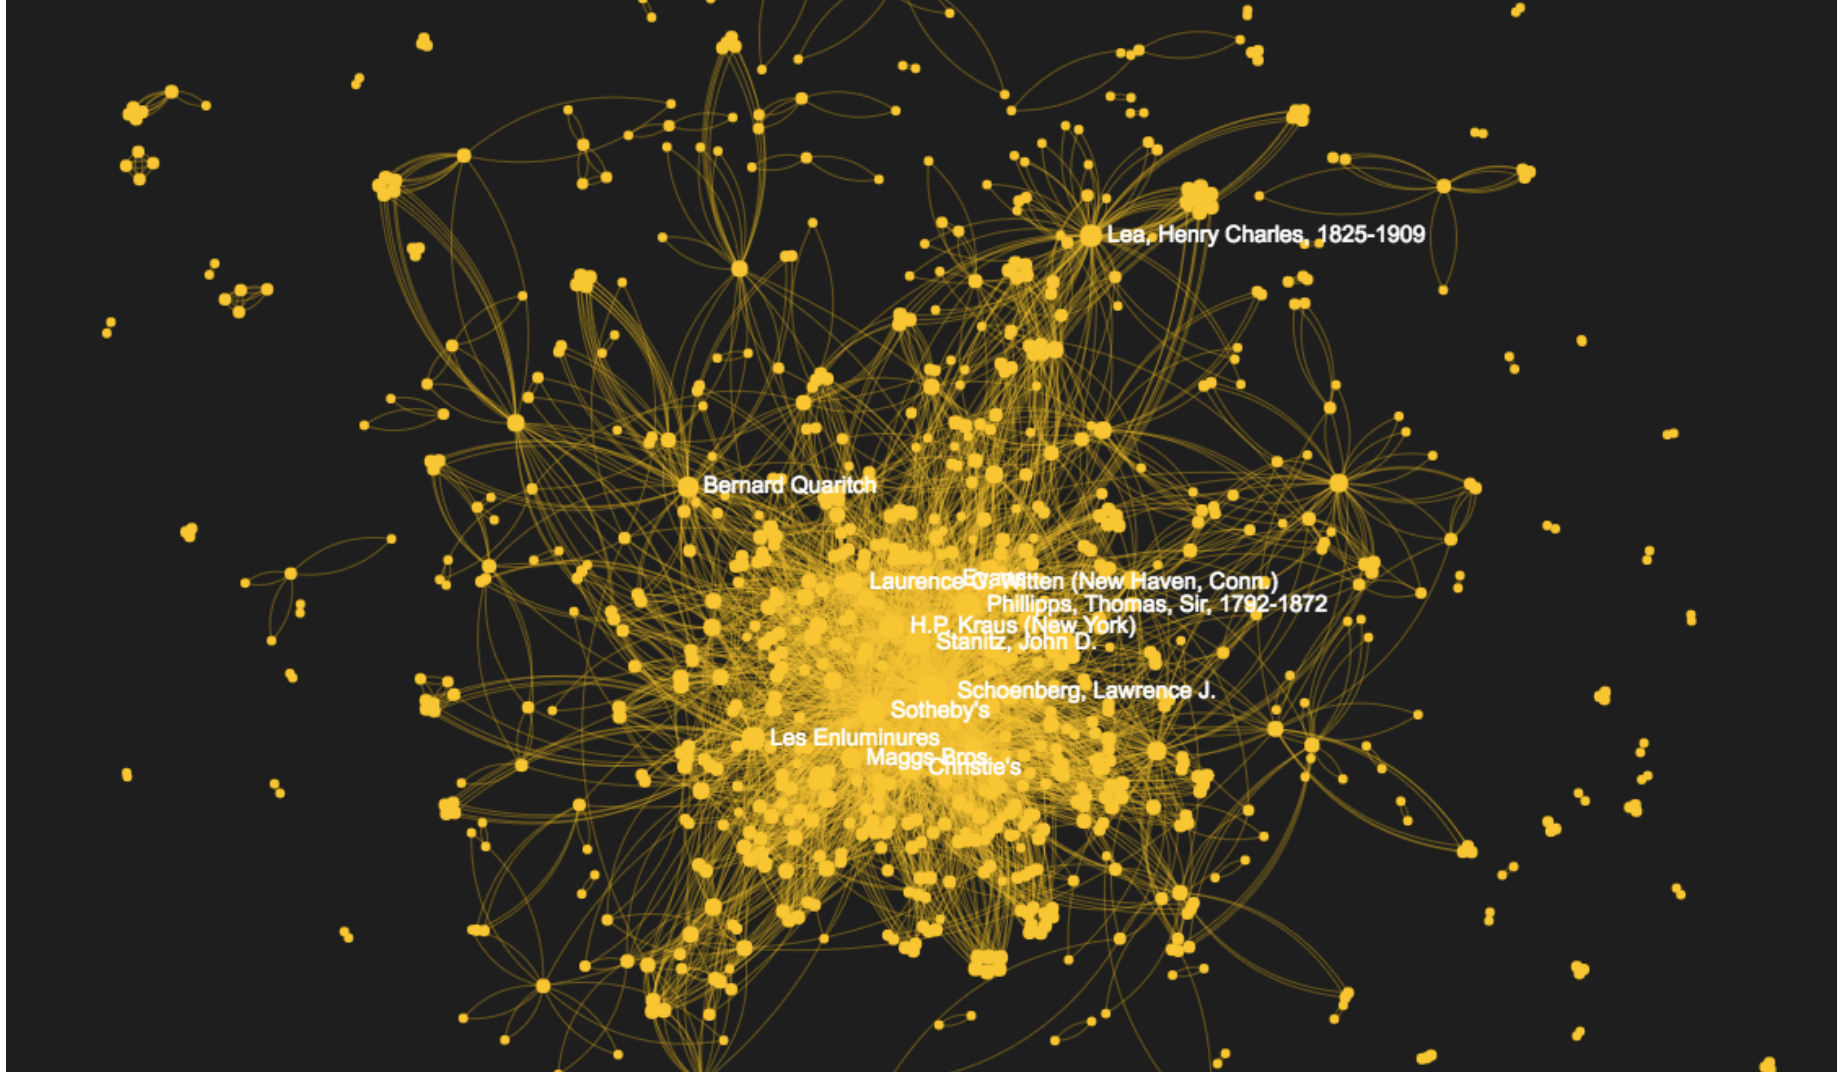 Lea, Henry Charles, 1825-1909
Bernard Quaritch
Evans
Laurence C. Witten (New Haven, Conn.)
Phillipps, Thomas, Sir, 1792-1872
H.P. Kraus (New York)
Stanitz, John D.
Schoenberg, Lawrence J.
Sotheby's
Les Enluminures
Maggs Bros.
Christie's